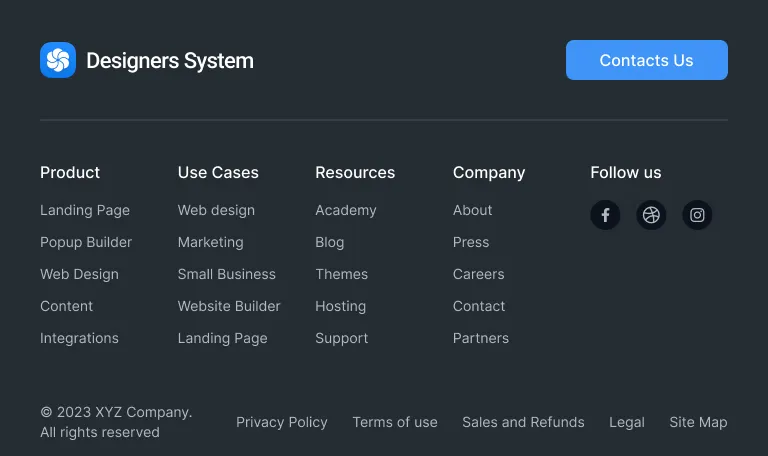 Designers System
Contacts Us
Product
Landing Page
Popup Builder
Web Design
Content
Integrations
Use Cases
Web design
Marketing
Small Business
Website Builder
Landing Page
Resources
Academy
Blog
Themes
Hosting
Support
Company
About
Press
Careers
Contact
Partners
Follow us
© 2023 XYZ Company.
All rights reserved
Privacy Policy
Terms of use
Sales and Refunds
Legal
Site Map